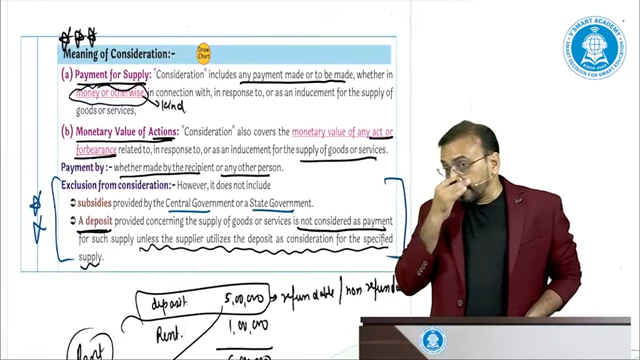 V SMART ACADEMY
SMART DECISION FOR SMART EDUCATION
Draw
Chart
Meaning of Consideration:-
(a) Payment for Supply: "Consideration" includes any payment made or to be made, whether in
money or otherwise, in connection with, in response to, or as an inducement for the supply of
goods or services,
kind
(b) Monetary Value of Actions: "Consideration" also covers the monetary value of any act or
forbearance related to, in response to, or as an inducement for the supply of goods or services.
Payment by:- whether made by the recipient or any other person.
Exclusion from consideration:- However, it does not include
subsidies provided by the Central Government or a State Government.
A deposit provided concerning the supply of goods or services is not considered as payment
for such supply unless the supplier utilizes the deposit as consideration for the specified
supply.
deposit 5,00,000 → refundable / non refund
Rent. 1,00,000
Rent